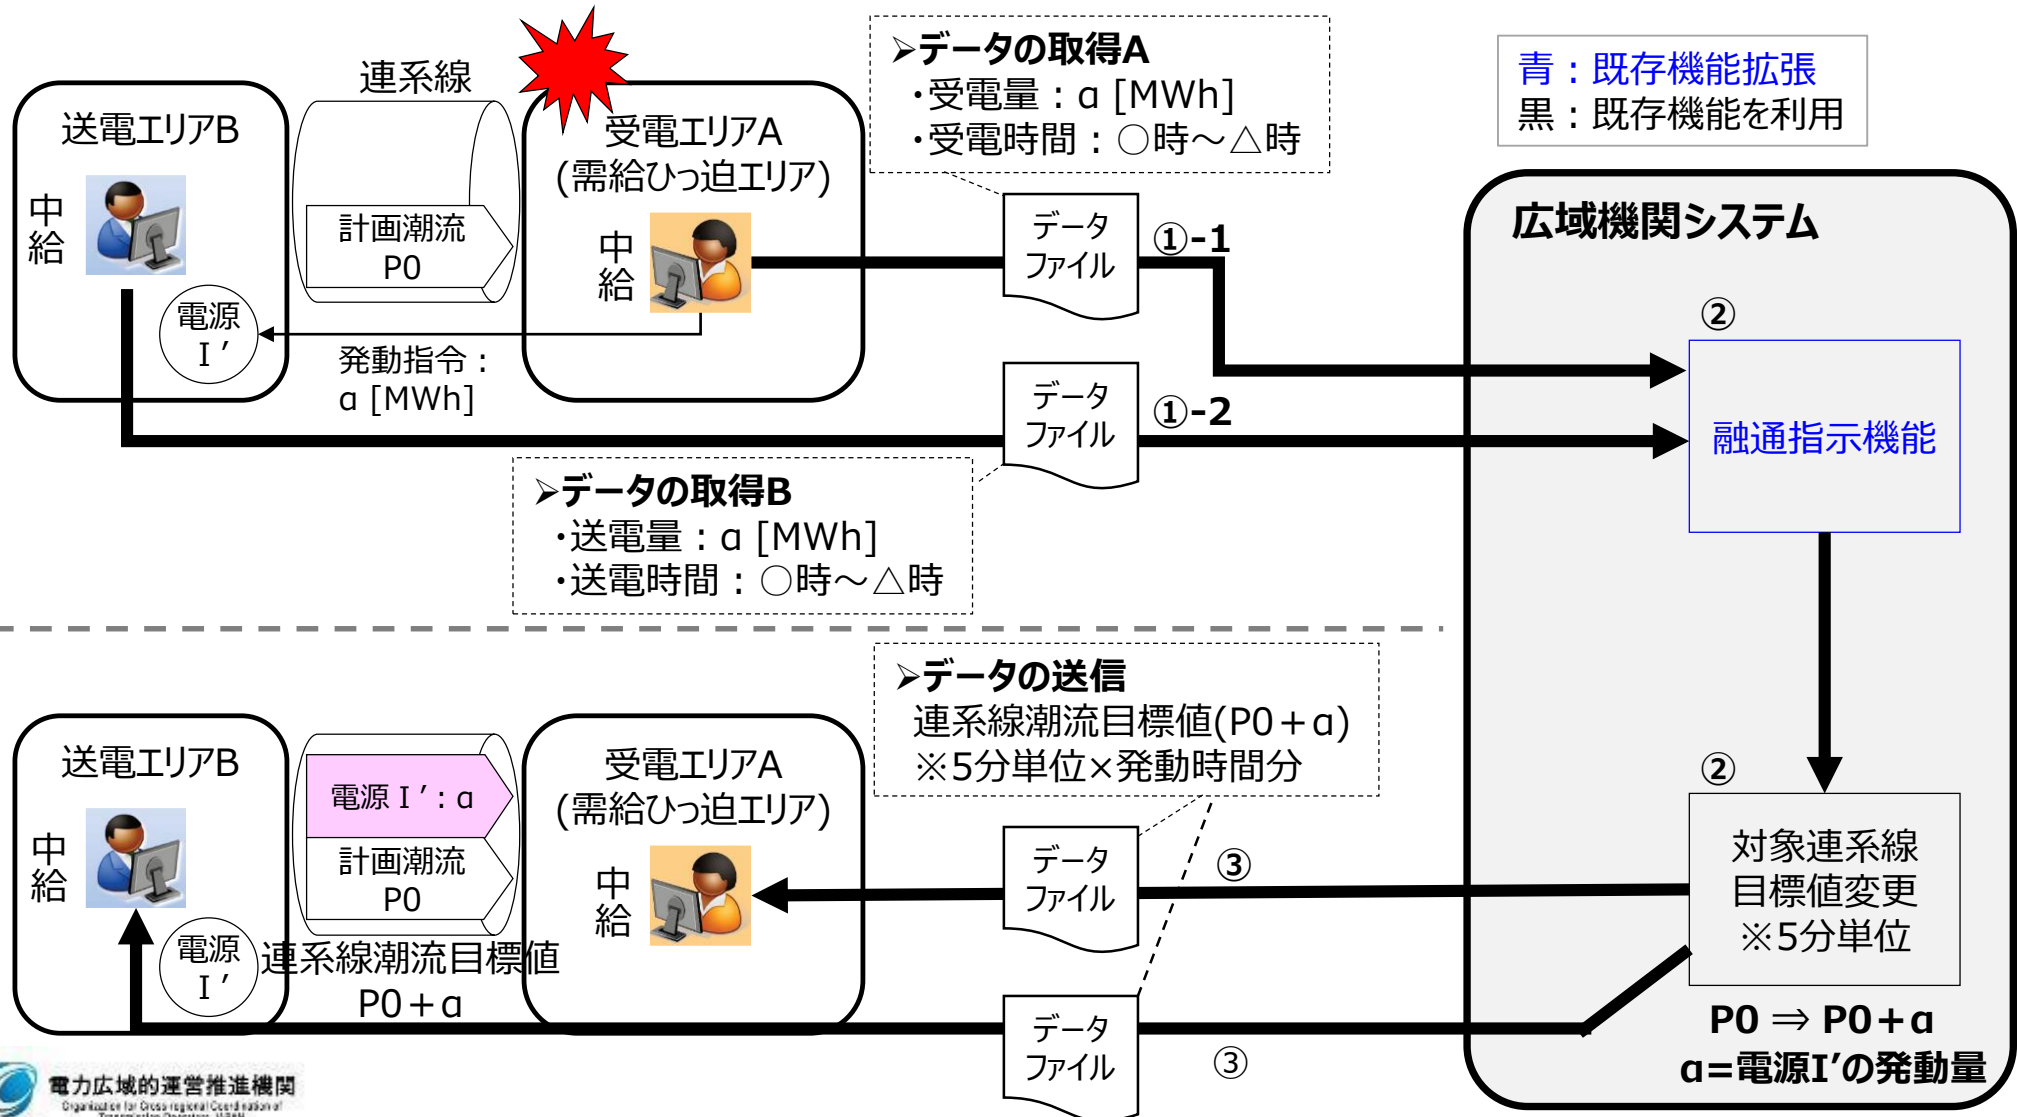 連系線
送電エリアB
中給
計画潮流
P0
電源
Ⅰ’
受電エリアA
(需給ひっ迫エリア)
中給
発動指令：
α [MWh]
➢データの取得A
・受電量：α [MWh]
・受電時間：○時～△時
青：既存機能拡張
黒：既存機能を利用
データ
ファイル
①-1
データ
ファイル
①-2
➢データの取得B
・送電量：α [MWh]
・送電時間：○時～△時
広域機関システム
②
融通指示機能
②
対象連系線
目標値変更
※5分単位
P0 ⇒ P0＋α
α=電源I’の発動量
➢データの送信
連系線潮流目標値(P0＋α)
※5分単位×発動時間分
送電エリアB
中給
電源Ⅰ’：α
計画潮流
P0
電源
Ⅰ’
連系線潮流目標値
P0＋α
受電エリアA
(需給ひっ迫エリア)
中給
データ
ファイル
③
データ
ファイル
③
電力広域的運営推進機関
Organization for Cross-regional Coordination of
Transmission Operators, JAPAN